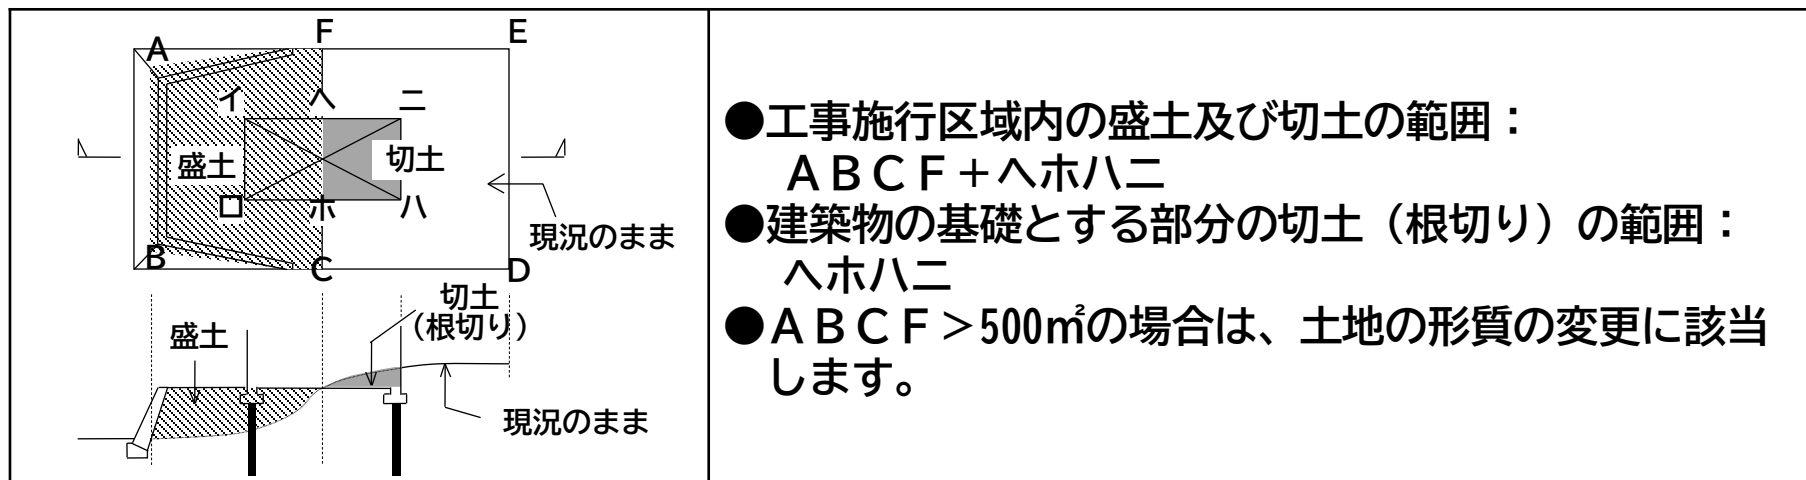 F
E
A
イ
ヘ
ニ
盛土
切土
ロ
ホ
ハ
現況のまま
B
C
D
切土
(根切り)
盛土
現況のまま
●工事施行区域内の盛土及び切土の範囲：
ＡＢＣＦ＋ヘホハニ
●建築物の基礎とする部分の切土（根切り）の範囲：
ヘホハニ
●ＡＢＣＦ＞500㎡の場合は、土地の形質の変更に該当
します。